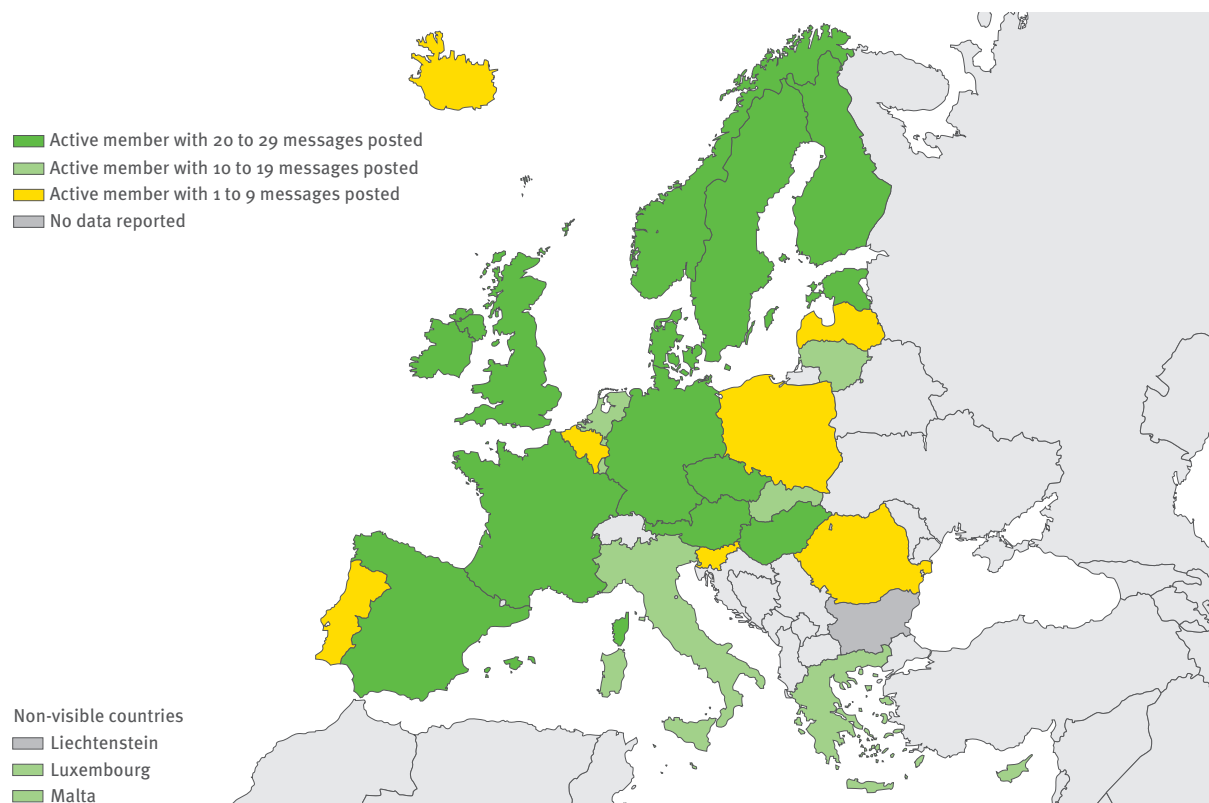 Active member with 20 to 29 messages posted
Active member with 10 to 19 messages posted
Active member with 1 to 9 messages posted
No data reported
Non-visible countries
Liechtenstein
Luxembourg
Malta